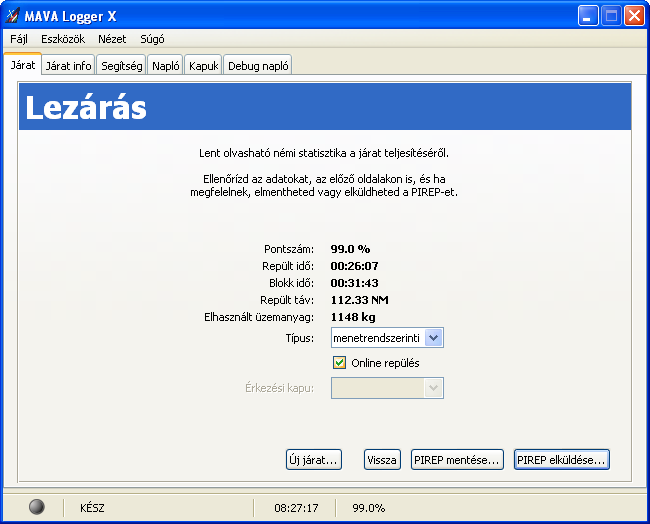 MAVA Logger X
Fájl Eszközök Nézet Súgó
Járat Járat info Segítség Napló Kapuk Debug napló
Lezárás
Lent olvasható némi statisztika a járat teljesítéséről.
Ellenőrízd az adatokat, az előző oldalakon is, és ha
megfelelnek, elmentheted vagy elküldheted a PIREP-et.
Pontszám: 99.0 %
Repült idő: 00:26:07
Blokk idő: 00:31:43
Repült táv: 112.33 NM
Elhasznált üzemanyag: 1148 kg
Típus: menetrendszerinti
Online repülés
Érkezési kapu:
Új járat... Vissza PIREP mentése... PIREP elküldése...
KÉSZ 08:27:17 99.0%